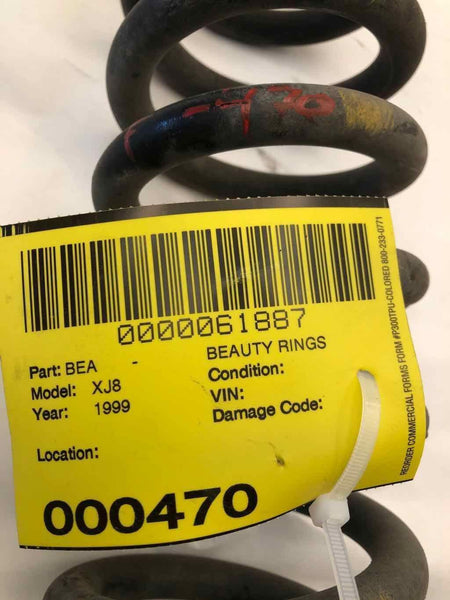 -470
0000061887
BEAUTY RINGS
Part: BEA -
Condition:
Model: XJ8
VIN:
Year: 1999
Damage Code:
Location:
000470
REORDER COMMERCIAL FORMS FORM #P300TPU-COLORED 800-233-0771